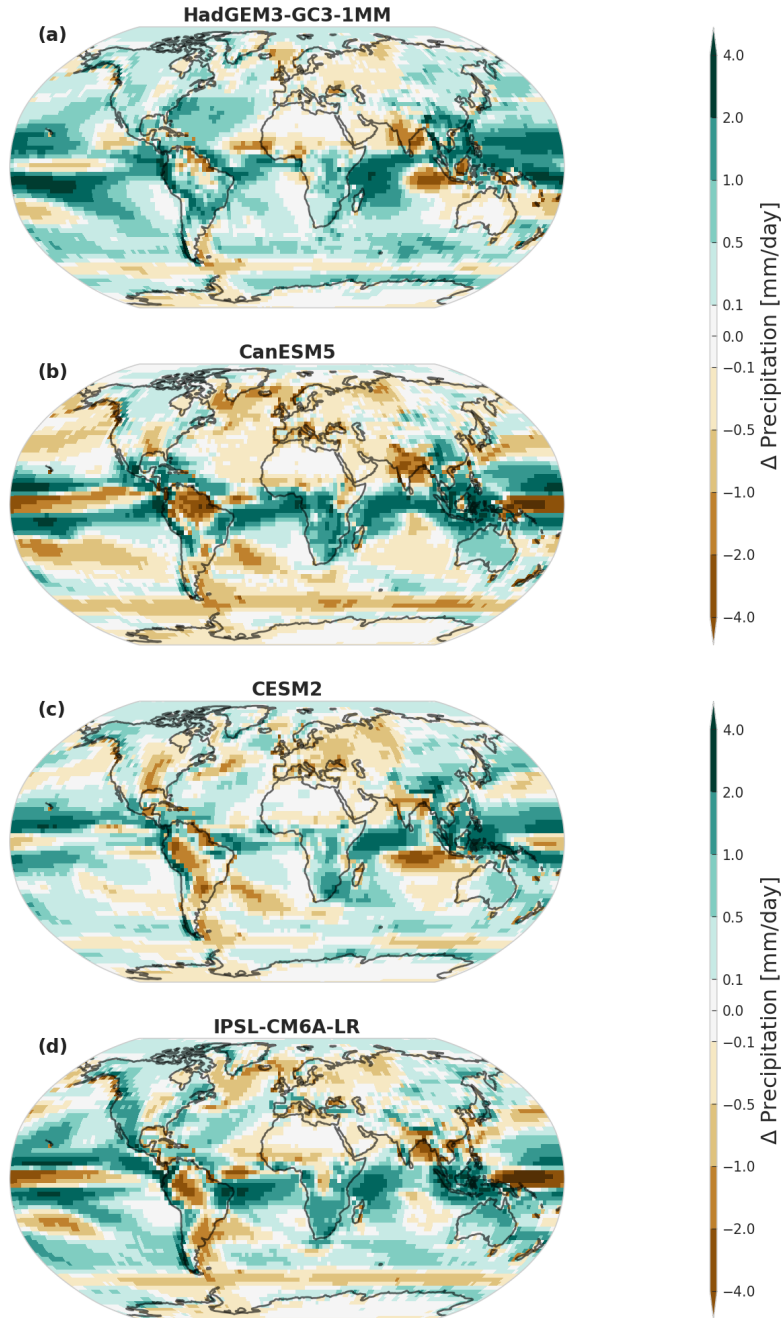 HadGEM3-GC3-1MM
(a)
CanESM5
(b)
4.0
2.0
1.0
0.5
0.1
0.0
−0.1
−0.5
−1.0
−2.0
−4.0
Δ Precipitation [mm/day]
CESM2
(c)
IPSL-CM6A-LR
(d)
4.0
2.0
1.0
0.5
0.1
0.0
−0.1
−0.5
−1.0
−2.0
−4.0
Δ Precipitation [mm/day]